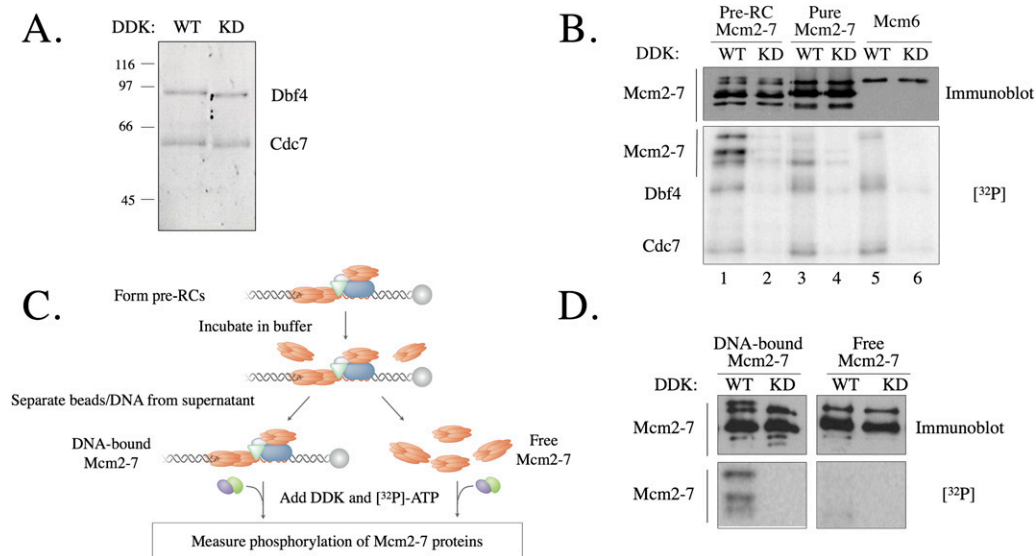 A.
DDK: WT KD
116
97
66
45
Dbf4
Cdc7
B.
Pre-RC Mcm2-7
Pure Mcm2-7
Mcm6
WT KD WT KD WT KD
Mcm2-7
Immunoblot
Mcm2-7
Dbf4
Cdc7
[³²P]
1 2 3 4 5 6
C.
Form pre-RCs
Incubate in buffer
Separate beads/DNA from supernatant
DNA-bound
Mcm2-7
Free
Mcm2-7
Add DDK and [³²P]-ATP
Measure phosphorylation of Mcm2-7 proteins
D.
DNA-bound
Mcm2-7
Free
Mcm2-7
DDK: WT KD WT KD
Mcm2-7
Immunoblot
Mcm2-7
[³²P]